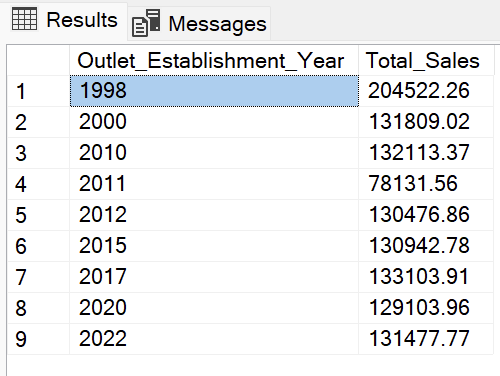 Results Messages
Outlet_Establishment_Year Total_Sales
1 1998 204522.26
2 2000 131809.02
3 2010 132113.37
4 2011 78131.56
5 2012 130476.86
6 2015 130942.78
7 2017 133103.91
8 2020 129103.96
9 2022 131477.77